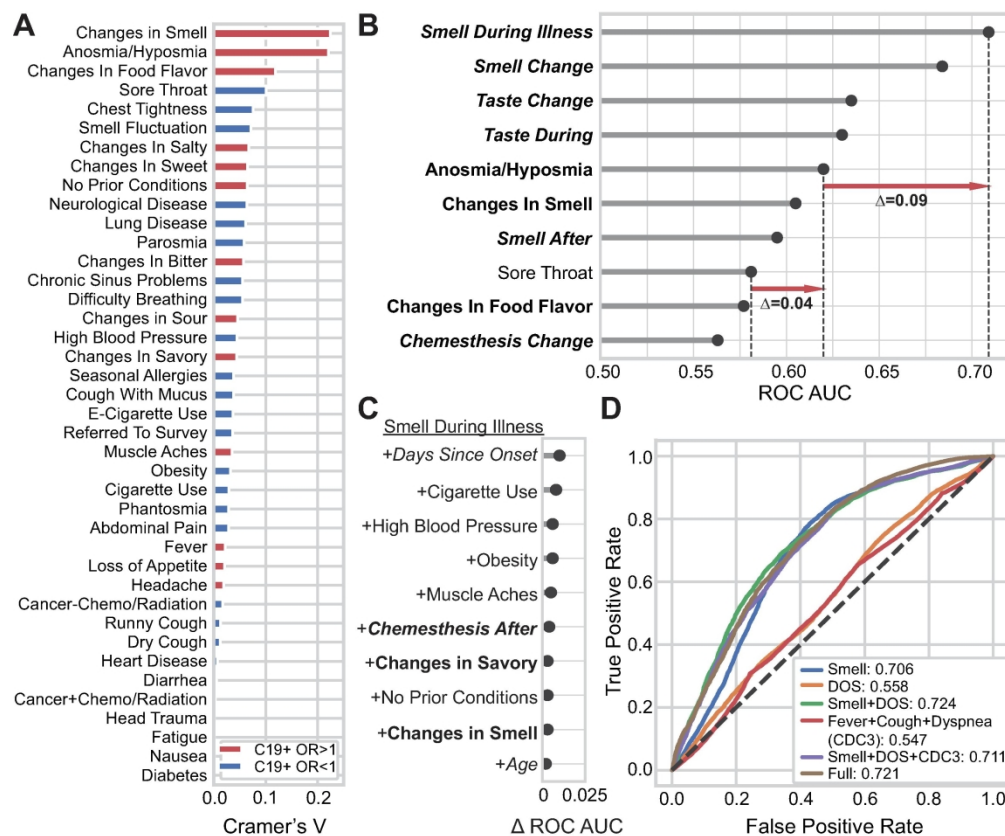 A
Changes in Smell
Anosmia/Hyposmia
Changes In Food Flavor
Sore Throat
Chest Tightness
Smell Fluctuation
Changes In Salty
Changes In Sweet
No Prior Conditions
Neurological Disease
Lung Disease
Parosmia
Changes In Bitter
Chronic Sinus Problems
Difficulty Breathing
Changes in Sour
High Blood Pressure
Changes In Savory
Seasonal Allergies
Cough With Mucus
E-Cigarette Use
Referred To Survey
Muscle Aches
Obesity
Cigarette Use
Phantosmia
Abdominal Pain
Fever
Loss of Appetite
Headache
Cancer-Chemo/Radiation
Runny Cough
Dry Cough
Heart Disease
Diarrhea
Cancer+Chemo/Radiation
Head Trauma
Fatigue
Nausea
Diabetes
C19+ OR>1
C19+ OR<1
0.0 0.1 0.2
Cramer's V
B
Smell During Illness
Smell Change
Taste Change
Taste During
Anosmia/Hyposmia
Changes In Smell
Smell After
Sore Throat
Changes In Food Flavor
Chemesthesis Change
Δ=0.09
Δ=0.04
0.50 0.55 0.60 0.65 0.70
ROC AUC
C
Smell During Illness
+Days Since Onset
+Cigarette Use
+High Blood Pressure
+Obesity
+Muscle Aches
+Chemesthesis After
+Changes in Savory
+No Prior Conditions
+Changes in Smell
+Age
0 0.025
Δ ROC AUC
D
True Positive Rate
1.0
0.8
0.6
0.4
0.2
0.0
Smell: 0.706
DOS: 0.558
Smell+DOS: 0.724
Fever+Cough+Dyspnea
(CDC3): 0.547
Smell+DOS+CDC3: 0.711
Full: 0.721
0.0 0.2 0.4 0.6 0.8 1.0
False Positive Rate